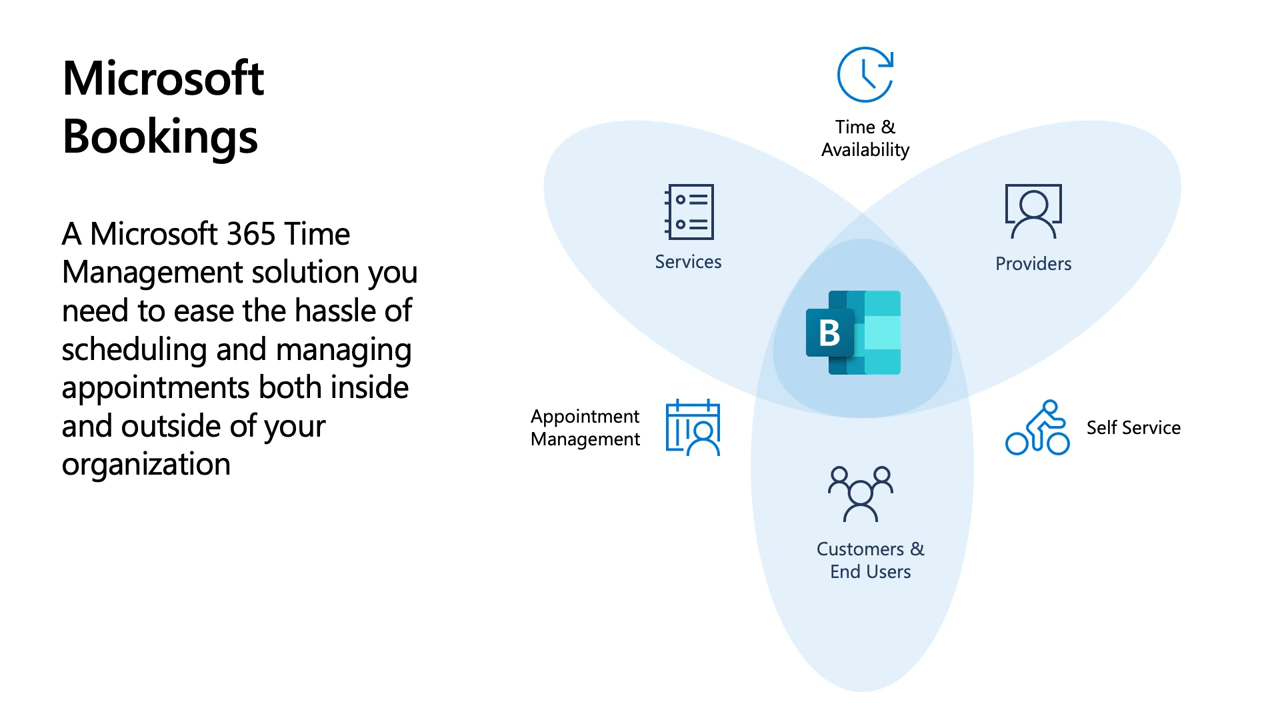 Microsoft
Bookings
A Microsoft 365 Time
Management solution you
need to ease the hassle of
scheduling and managing
appointments both inside
and outside of your
organization
Time &
Availability
Services
Providers
B
Appointment
Management
Self Service
Customers &
End Users